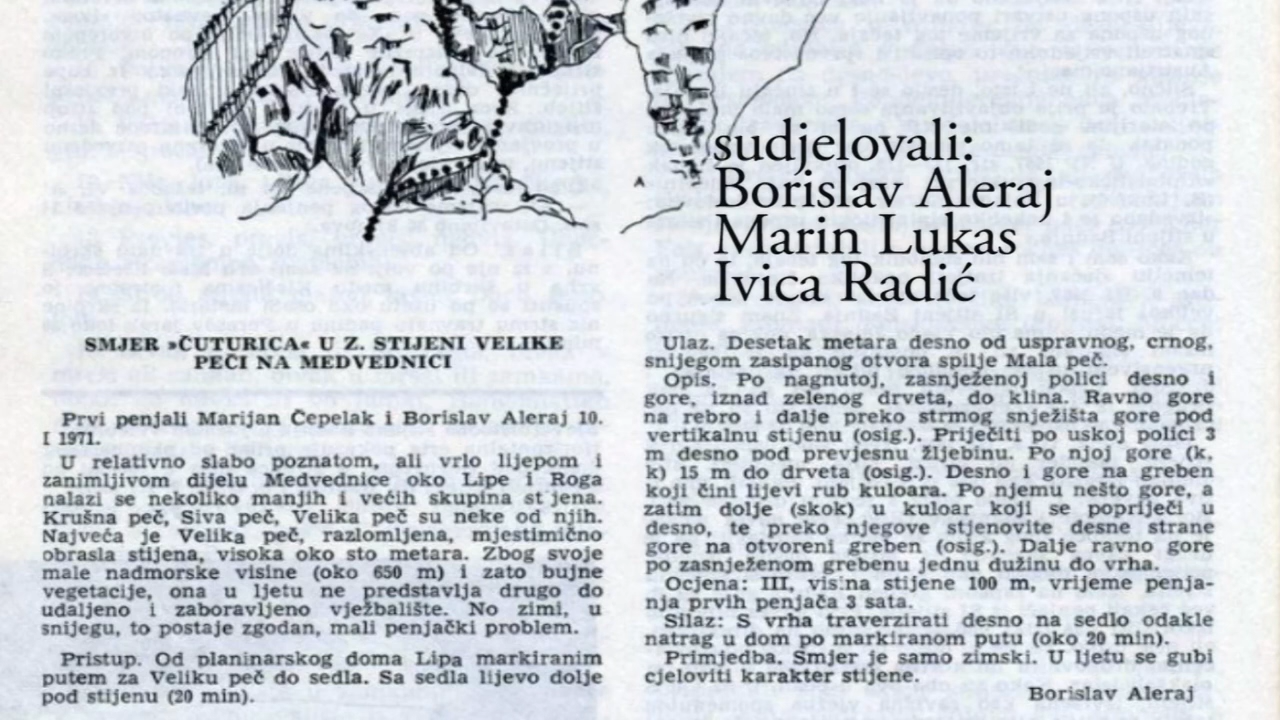 sudjelovali:
Borislav Aleraj
Marin Lukas
Ivica Radić
A
SMJER »ČUTURICA« U Z. STIJENI VELIKE
PEČI NA MEDVEDNICI
Prvi penjali Marijan Čepelak i Borislav Aleraj 10.
I 1971.
U relativno slabo poznatom, ali vrlo lijepom i
zanimljivom dijelu Medvednice oko Lipe i Roga
nalazi se nekoliko manjih i većih skupina st jena.
Krušna peč, Siva peč, Velika peč su neke od njih.
Najveća je Velika peč, razlomljena, mjestimično
obrasla stijena, visoka oko sto metara. Zbog svoje
male nadmorske visine (oko 650 m) i zato bujne
vegetacije, ona u ljetu ne predstavlja drugo do
udaljeno i zaboravljeno vježbalište. No zimi, u
snijegu, to postaje zgodan, mali penjački problem.
Pristup. Od planinarskog doma Lipa markiranim
putem za Veliku peč do sedla. Sa sedla lijevo dolje
pod stijenu (20 min).
Ulaz. Desetak metara desno od uspravnog, crnog,
snijegom zasipanog otvora spilje Mala peč.
Opis. Po nagnutoj, zasnježenoj polici desno i
gore, iznad zelenog drveta, do klina. Ravno gore
na rebro i dalje preko strmog snježišta gore pod
vertikalnu stijenu (osig.). Priječiti po uskoj polici 3
m desno pod prevjesnu žljebinu. Po njoj gore (k,
k) 15 m do drveta (osig.). Desno i gore na greben
koji čini lijevi rub kuloara. Po njemu nešto gore, a
zatim dolje (skok) u kuloar koji se popriječi u
desno, te preko njegove stjenovite desne strane
gore na otvoreni greben (osig.). Dalje ravno gore
po zasnježenom grebenu jednu dužinu do vrha.
Ocjena: III, visina stijene 100 m, vrijeme penja-
nja prvih penjača 3 sata.
Silaz: S vrha traverzirati desno na sedlo odakle
natrag u dom po markiranom putu (oko 20 min).
Primjedba. Smjer je samo zimski. U ljetu se gubi
cjeloviti karakter stijene.
Borislav Aleraj